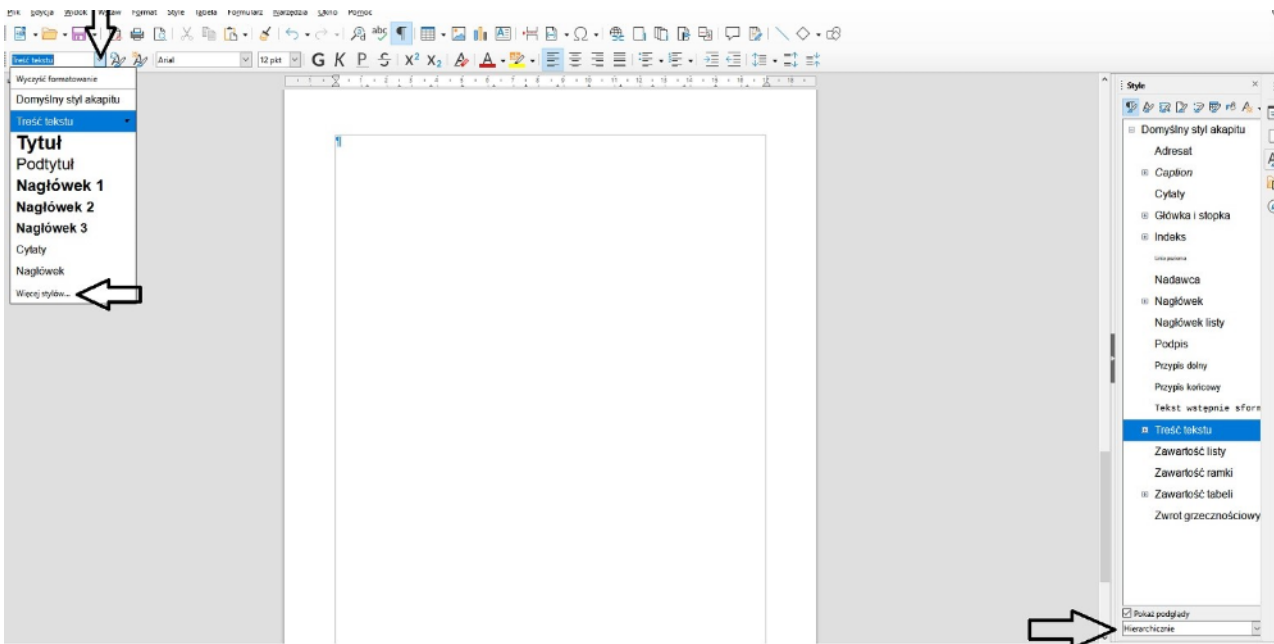 Plik Edycja Widok Wstaw Format Style Tabela Formularz Narzędzia Okno Pomoc
Treść tekstu Arial 12 pkt G K P S X² X₂ A A
Wyczyść formatowanie
Domyślny styl akapitu
Treść tekstu
Tytuł
Podtytuł
Nagłówek 1
Nagłówek 2
Nagłówek 3
Cytaty
Nagłówek
Więcej stylów...
¶
Style
Domyślny styl akapitu
Adresat
Caption
Cytaty
Główka i stopka
Indeks
Linia pozioma
Nadawca
Nagłówek
Nagłówek listy
Podpis
Przypis dolny
Przypis końcowy
Tekst wstępnie sform
Treść tekstu
Zawartość listy
Zawartość ramki
Zawartość tabeli
Zwrot grzecznościowy
Pokaż podglądy
Hierarchicznie